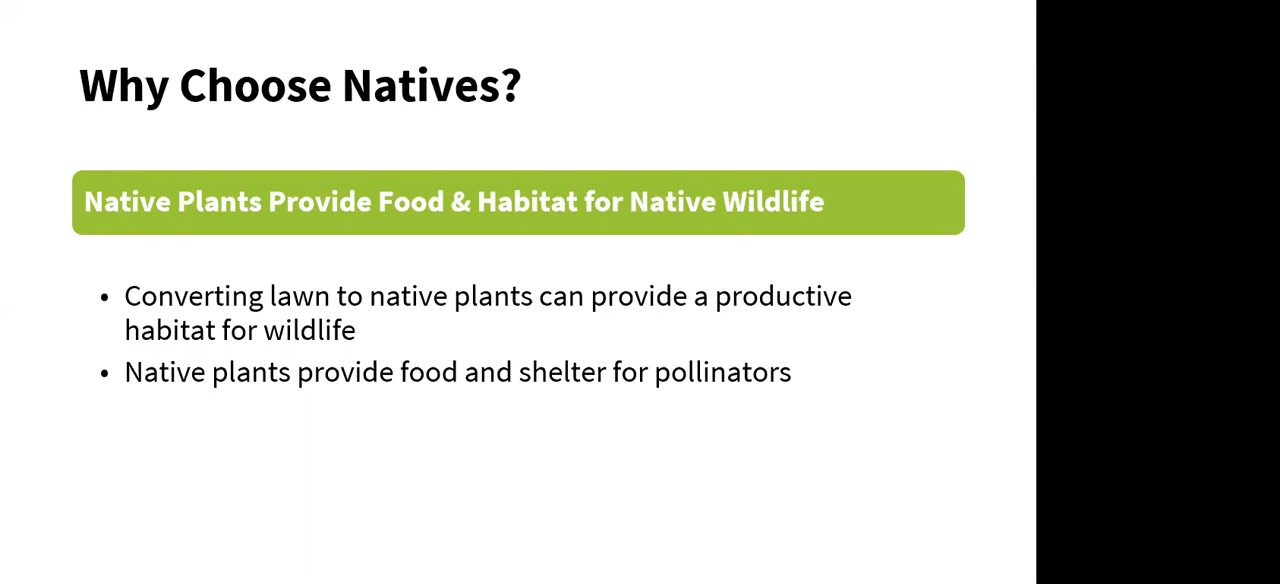 Why Choose Natives?
Native Plants Provide Food & Habitat for Native Wildlife
• Converting lawn to native plants can provide a productive
habitat for wildlife
• Native plants provide food and shelter for pollinators